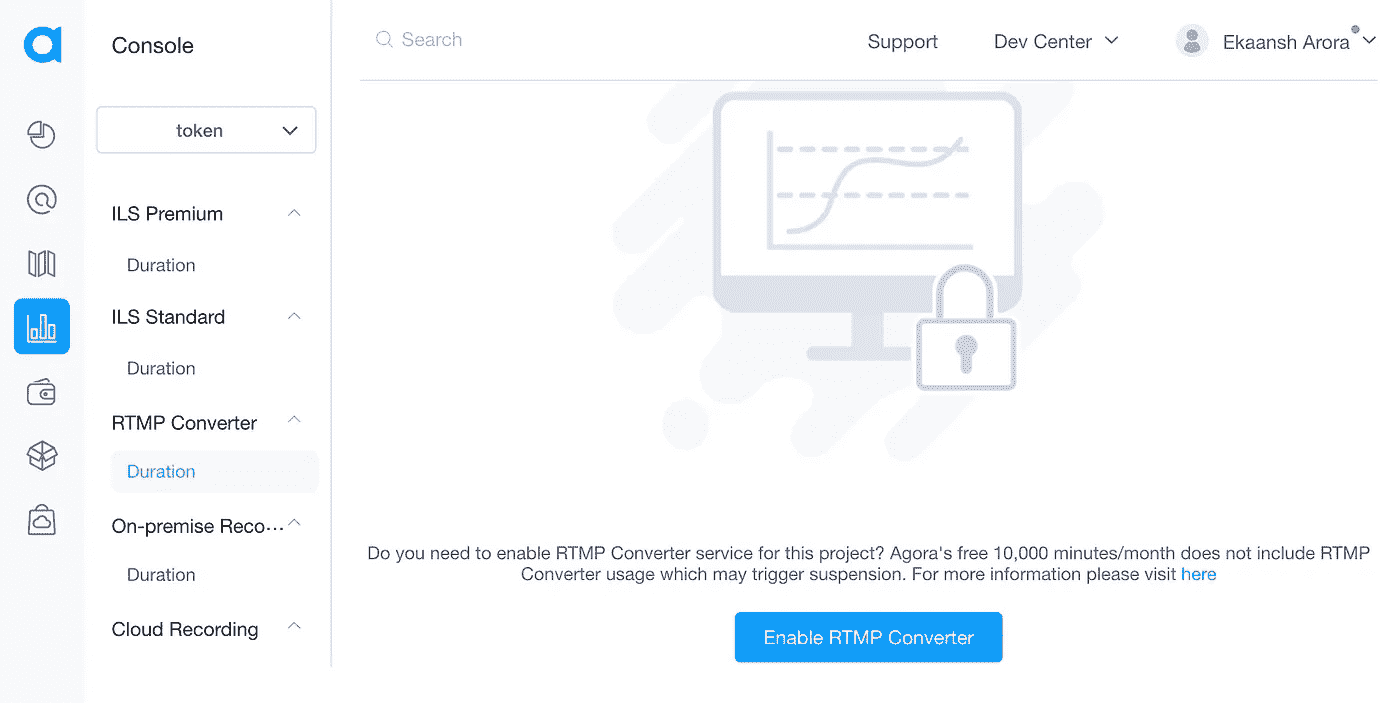 Console
Search
Support
Dev Center
Ekaansh Arora
token
ILS Premium
Duration
ILS Standard
Duration
RTMP Converter
Duration
On-premise Reco...
Duration
Cloud Recording
Do you need to enable RTMP Converter service for this project? Agora's free 10,000 minutes/month does not include RTMP
Converter usage which may trigger suspension. For more information please visit here
Enable RTMP Converter